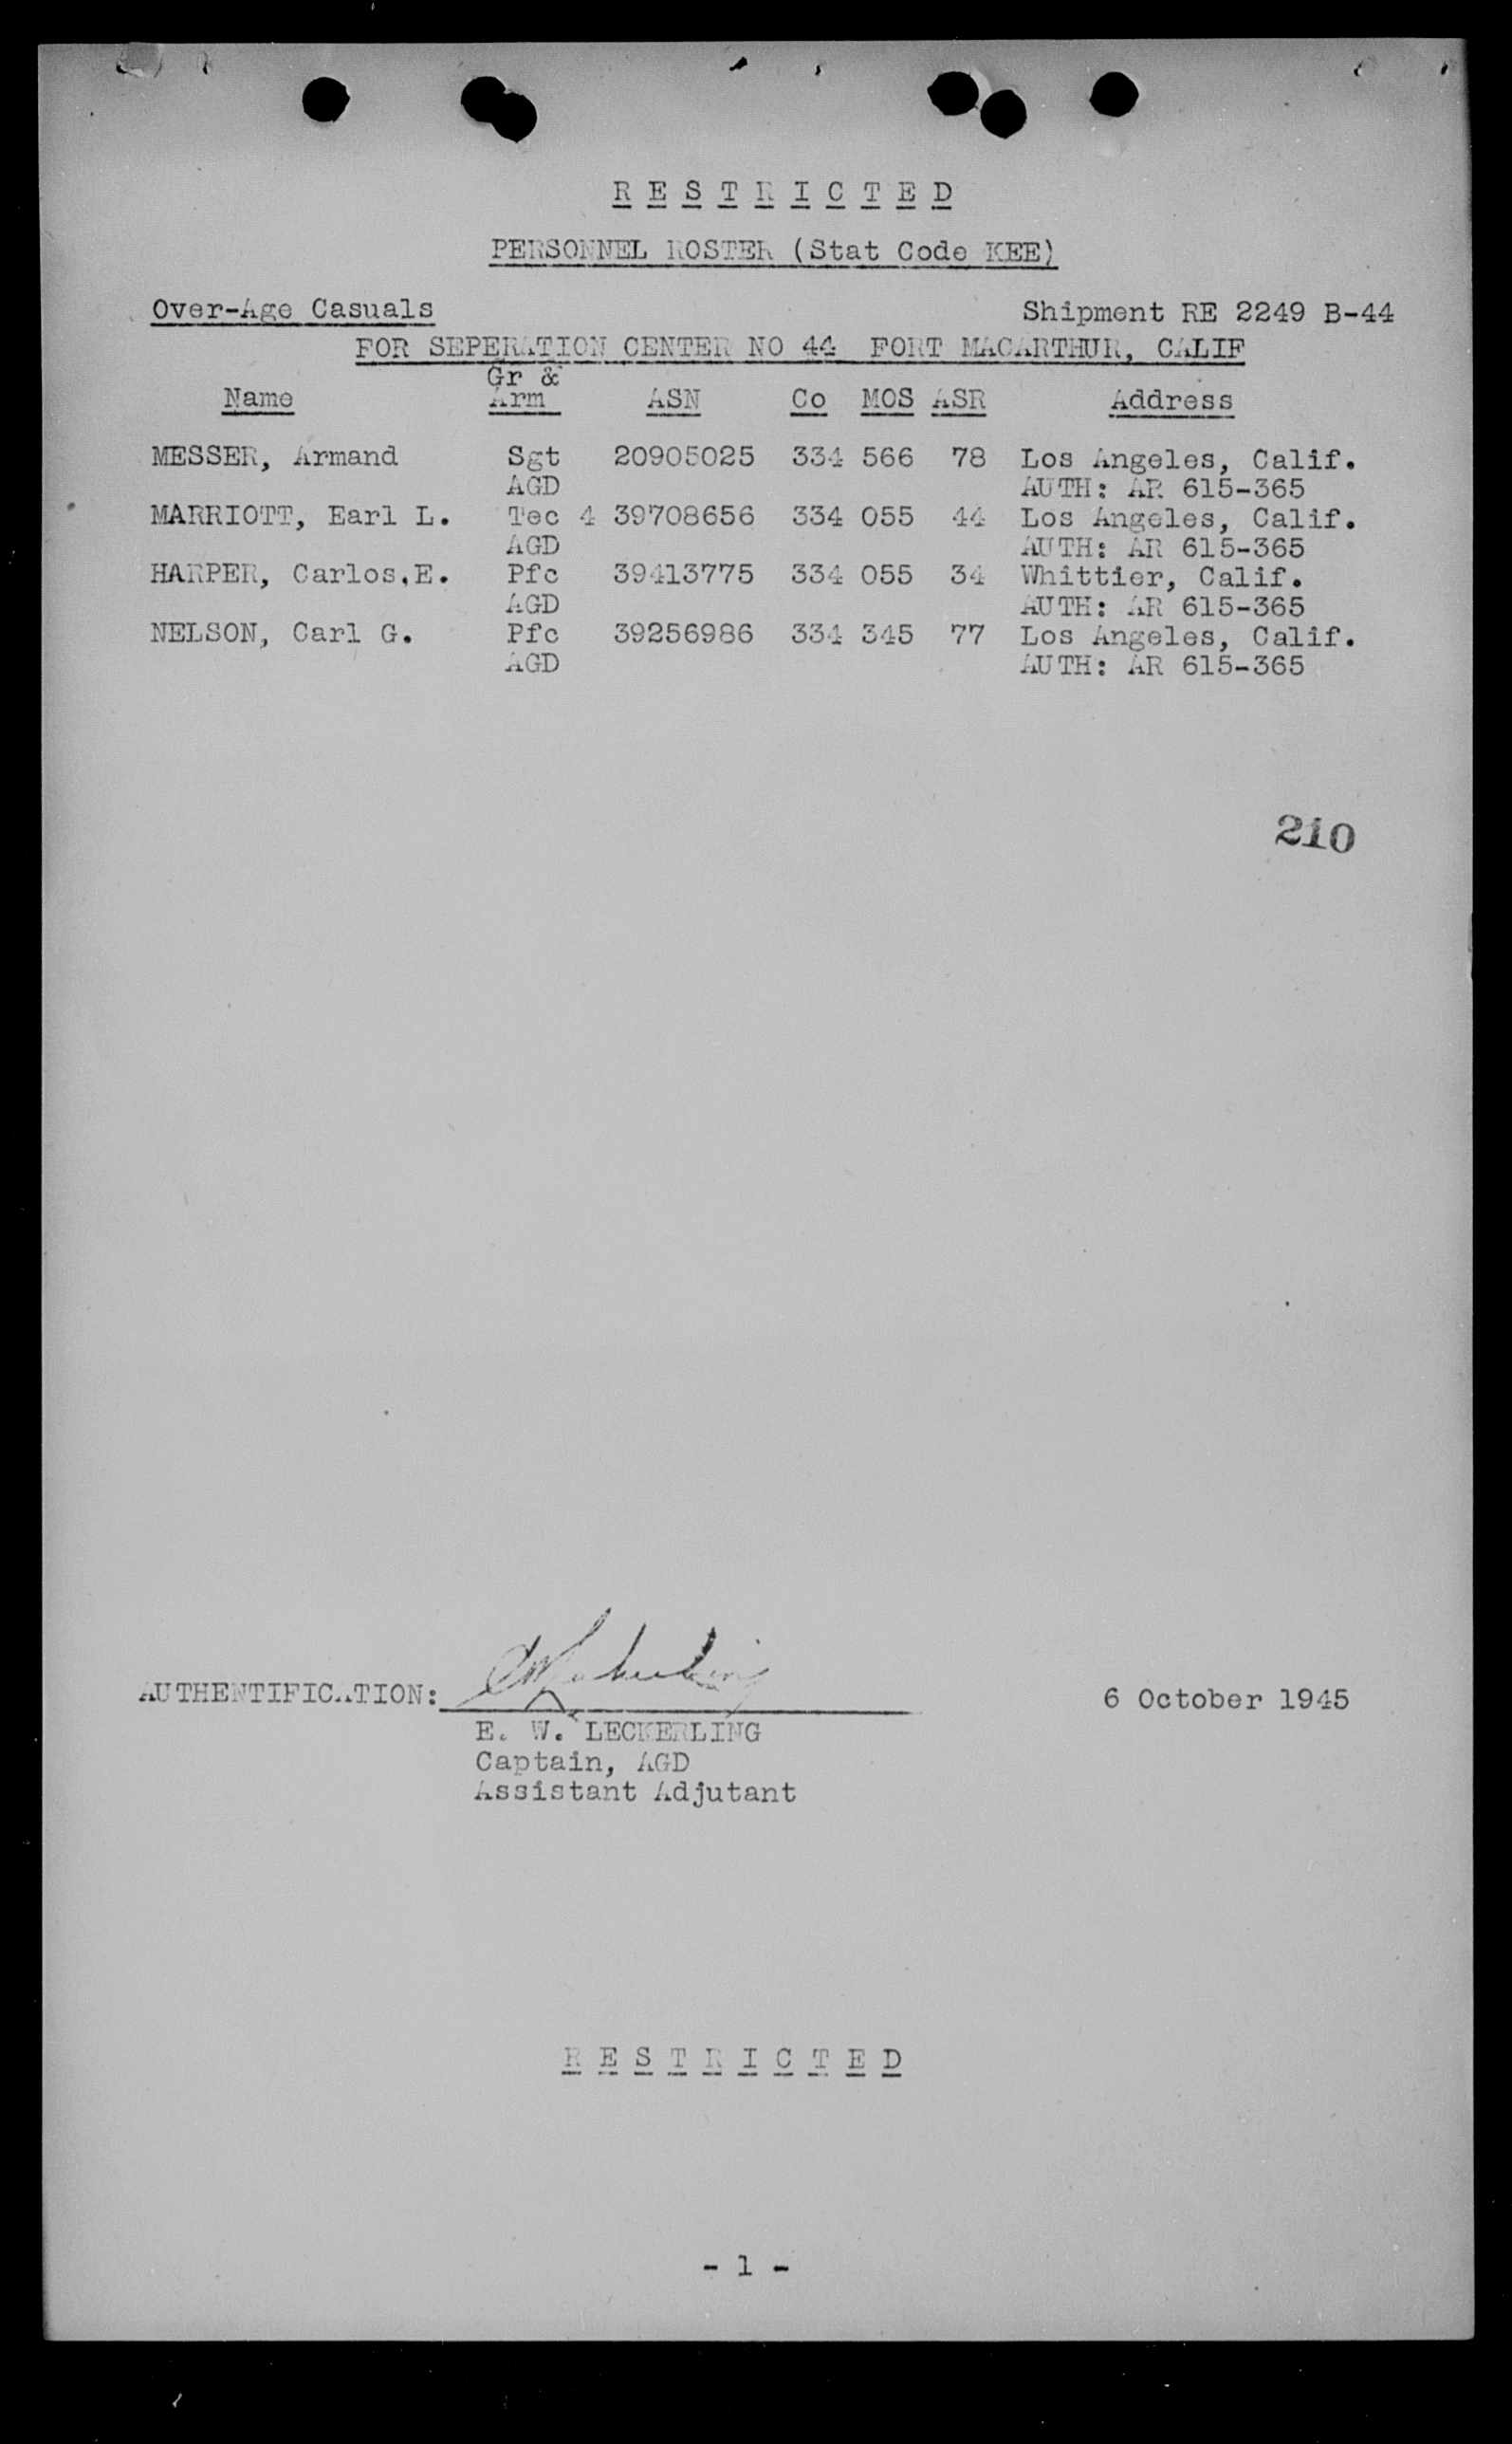 R E S T R I C T E D
PERSONNEL ROSTER (Stat Code KEE)
Over-Age Casuals Shipment RE 2249 B-44
FOR SEPERATION CENTER NO 44 FORT MACARTHUR, CALIF
Gr &
Name Arm ASN Co MOS ASR Address
MESSER, Armand Sgt 20905025 334 566 78 Los Angeles, Calif.
AGD AUTH: AR 615-365
MARRIOTT, Earl L. Tec 4 39708656 334 055 44 Los Angeles, Calif.
AGD AUTH: AR 615-365
HARPER, Carlos.E. Pfc 39413775 334 055 34 Whittier, Calif.
AGD AUTH: AR 615-365
NELSON, Carl G. Pfc 39256986 334 345 77 Los Angeles, Calif.
AGD AUTH: AR 615-365
210
AUTHENTIFICATION: EW Leckerling 6 October 1945
E. W. LECKERLING
Captain, AGD
Assistant Adjutant
R E S T R I C T E D
- 1 -